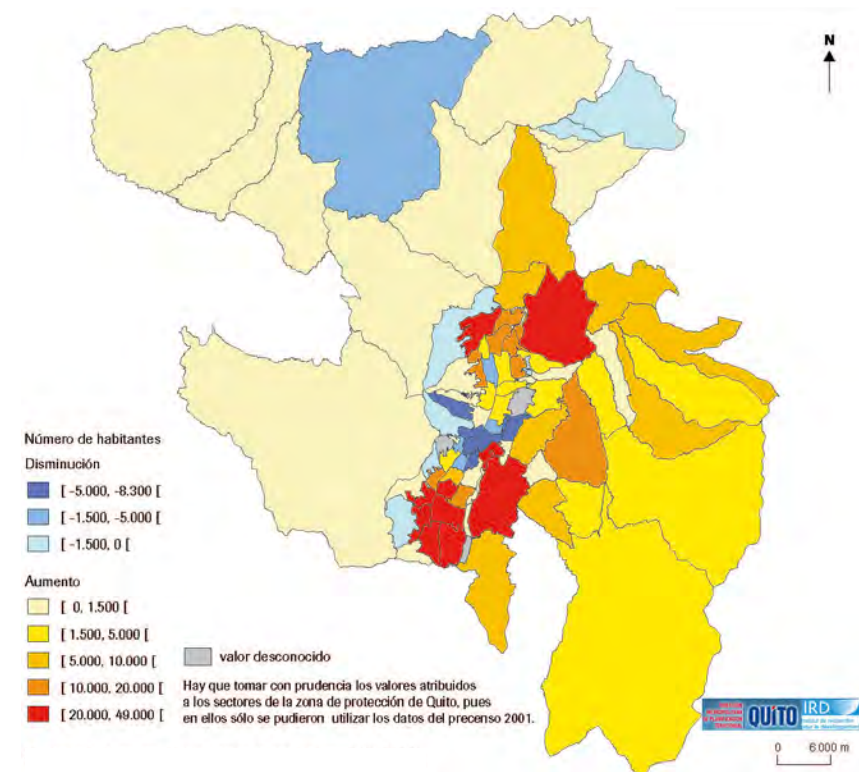 N
Número de habitantes
Disminución
[ -5.000, -8.300 [
[ -1.500, -5.000 [
[ -1.500, 0 [
Aumento
[ 0, 1.500 [
[ 1.500, 5.000 [
[ 5.000, 10.000 [
[ 10.000, 20.000 [
[ 20.000, 49.000 [
valor desconocido
Hay que tomar con prudencia los valores atribuidos
a los sectores de la zona de protección de Quito, pues
en ellos sólo se pudieron utilizar los datos del precenso 2001.
QUITO
IRD
0 6.000 m